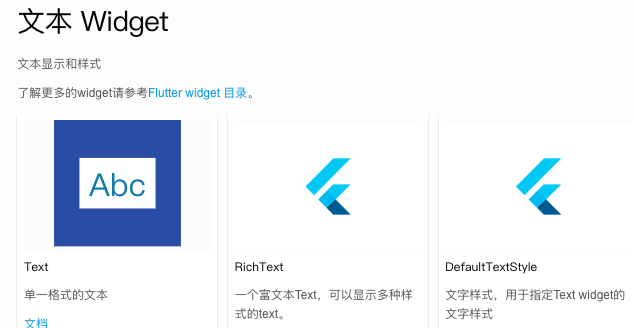 文本 Widget
文本显示和样式
了解更多的widget请参考Flutter widget 目录。
Abc
Text
单一格式的文本
文档
RichText
一个富文本Text，可以显示多种样
式的text。
DefaultTextStyle
文字样式，用于指定Text widget的
文字样式